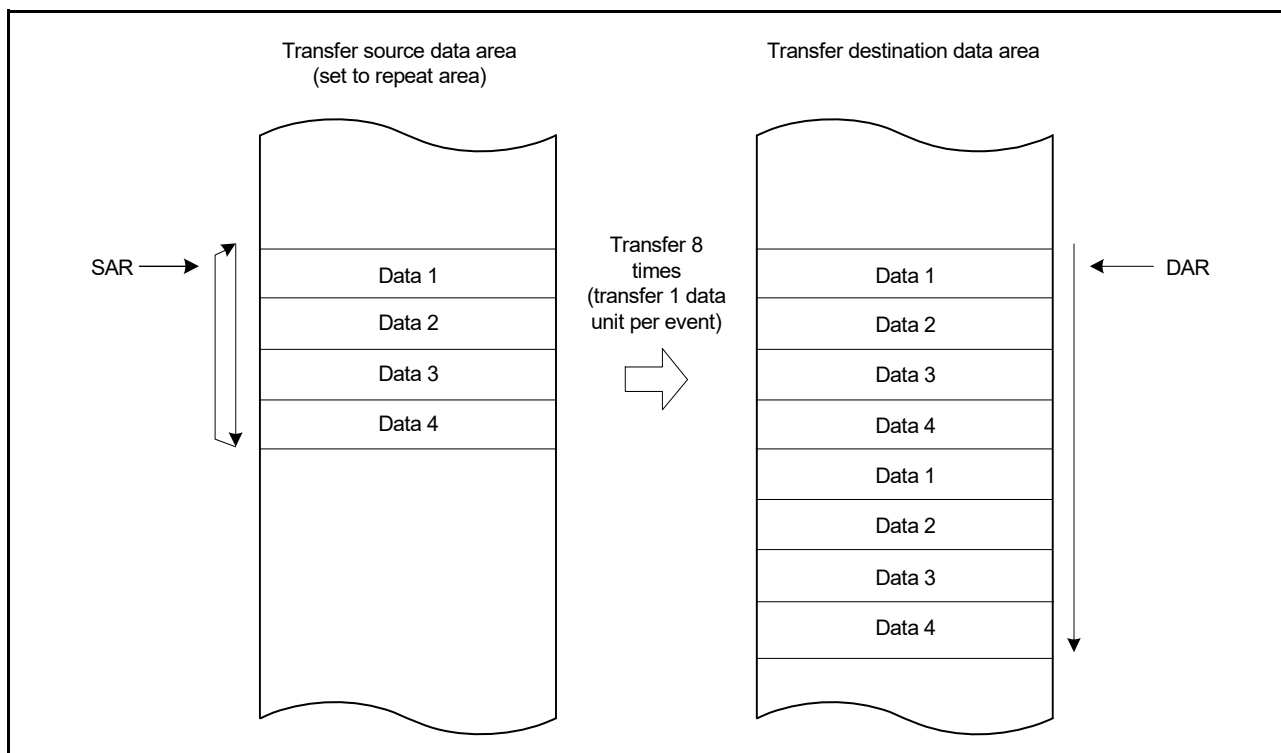 Transfer source data area
(set to repeat area)
Transfer destination data area
SAR
Data 1
Data 2
Data 3
Data 4
Transfer 8
times
(transfer 1 data
unit per event)
Data 1
Data 2
Data 3
Data 4
Data 1
Data 2
Data 3
Data 4
DAR